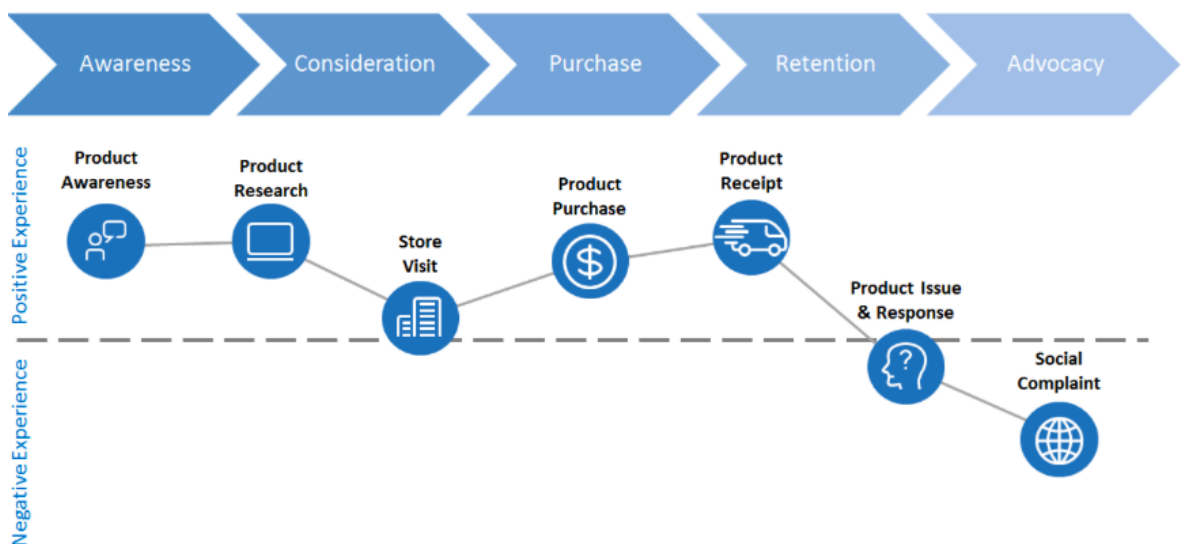 Awareness
Consideration
Purchase
Retention
Advocacy
Positive Experience
Product
Awareness
Product
Research
Store
Visit
Product
Purchase
$
Product
Receipt
Product Issue
& Response
?
Negative Experience
Social
Complaint